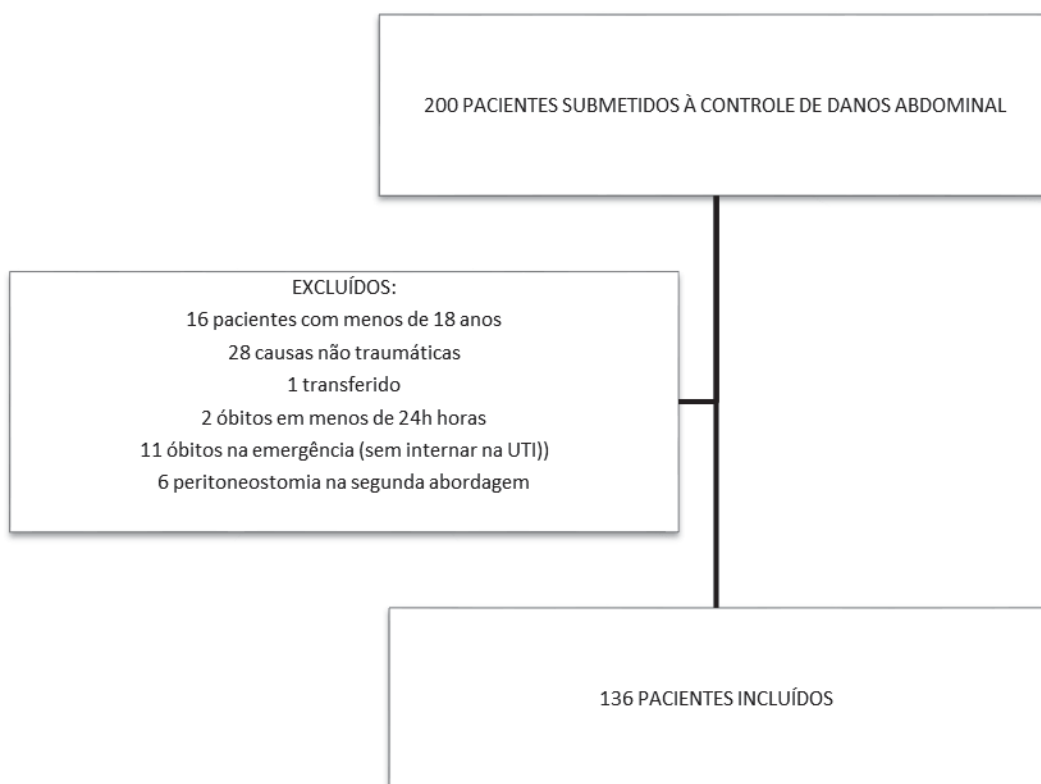 200 PACIENTES SUBMETIDOS À CONTROLE DE DANOS ABDOMINAL
EXCLUÍDOS:
16 pacientes com menos de 18 anos
28 causas não traumáticas
1 transferido
2 óbitos em menos de 24h horas
11 óbitos na emergência (sem internar na UTI))
6 peritoneostomia na segunda abordagem
136 PACIENTES INCLUÍDOS